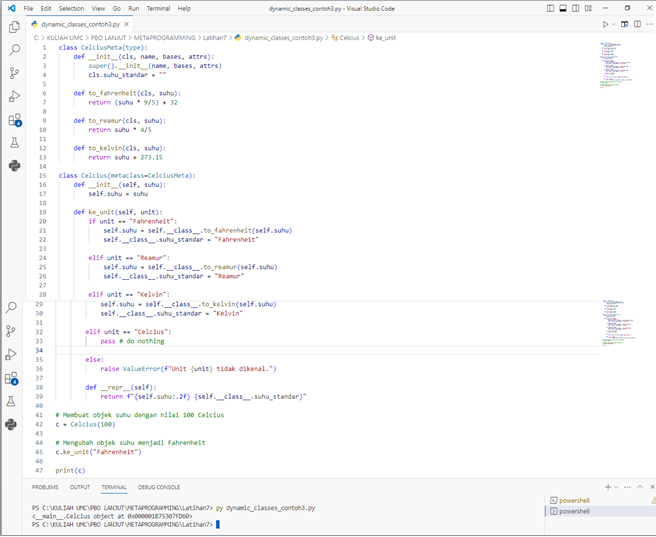 File Edit Selection View Go Run Terminal Help dynamic_classes_contoh3.py - Visual Studio Code
dynamic_classes_contoh3.py ×
C: > KULIAH UMC > PBO LANJUT > METAPROGRAMMING > Latihan7 > dynamic_classes_contoh3.py > Celcius > ke_unit
1 class CelciusMeta(type):
2 def __init__(cls, name, bases, attrs):
3 super().__init__(name, bases, attrs)
4 cls.suhu_standar = ""
5
6 def to_fahrenheit(cls, suhu):
7 return (suhu * 9/5) + 32
8
9 def to_reamur(cls, suhu):
10 return suhu * 4/5
11
12 def to_kelvin(cls, suhu):
13 return suhu + 273.15
14
15 class Celcius(metaclass=CelciusMeta):
16 def __init__(self, suhu):
17 self.suhu = suhu
18
19 def ke_unit(self, unit):
20 if unit == "Fahrenheit":
21 self.suhu = self.__class__.to_fahrenheit(self.suhu)
22 self.__class__.suhu_standar = "Fahrenheit"
23
24 elif unit == "Reamur":
25 self.suhu = self.__class__.to_reamur(self.suhu)
26 self.__class__.suhu_standar = "Reamur"
27
28 elif unit == "Kelvin":
29 self.suhu = self.__class__.to_kelvin(self.suhu)
30 self.__class__.suhu_standar = "Kelvin"
31
32 elif unit == "Celcius":
33 pass # do nothing
34
35 else:
36 raise ValueError(f"Unit {unit} tidak dikenal.")
37
38 def __repr__(self):
39 return f"{self.suhu:.2f} {self.__class__.suhu_standar}"
40
41 # Membuat objek suhu dengan nilai 100 Celcius
42 c = Celcius(100)
43
44 # Mengubah objek suhu menjadi Fahrenheit
45 c.ke_unit("Fahrenheit")
46
47 print(c)
PROBLEMS OUTPUT TERMINAL DEBUG CONSOLE
PS C:\KULIAH UMC\PBO LANJUT\METAPROGRAMMING\Latihan7> py dynamic_classes_contoh3.py
<__main__.Celcius object at 0x000001B75307FD60>
PS C:\KULIAH UMC\PBO LANJUT\METAPROGRAMMING\Latihan7>
powershell
powershell